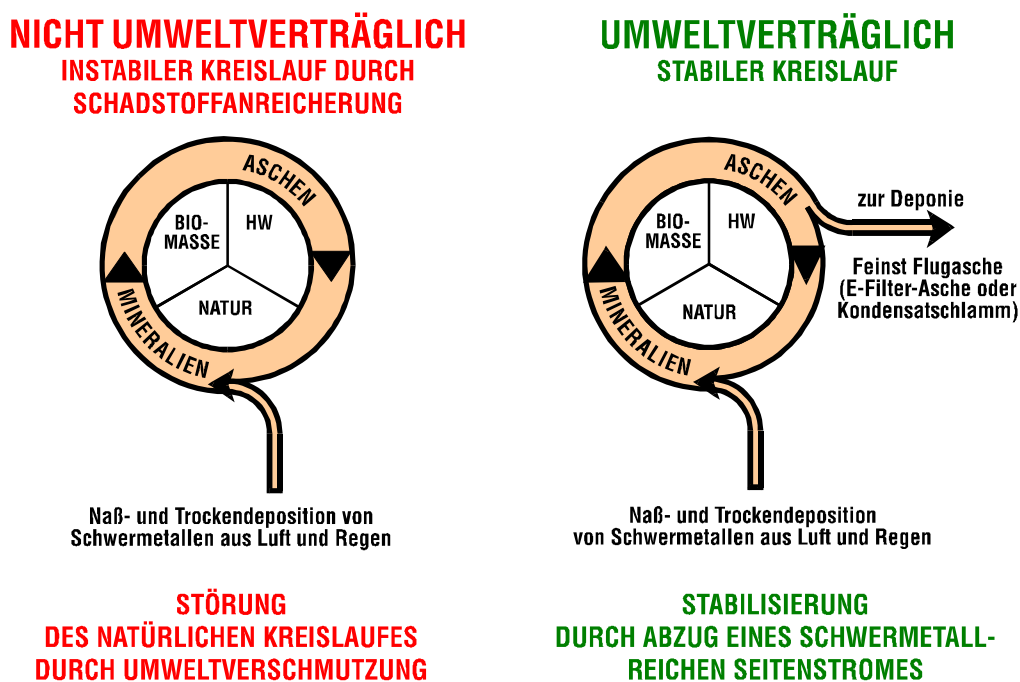 NICHT UMWELTVERTRÄGLICH
INSTABILER KREISLAUF DURCH
SCHADSTOFFANREICHERUNG
ASCHEN
BIO-
MASSE
HW
NATUR
MINERALIEN
Naß- und Trockendeposition von
Schwermetallen aus Luft und Regen
STÖRUNG
DES NATÜRLICHEN KREISLAUFES
DURCH UMWELTVERSCHMUTZUNG
UMWELTVERTRÄGLICH
STABILER KREISLAUF
ASCHEN
BIO-
MASSE
HW
NATUR
MINERALIEN
zur Deponie
Feinst Flugasche
(E-Filter-Asche oder
Kondensatschlamm)
Naß- und Trockendeposition
von Schwermetallen aus Luft und Regen
STABILISIERUNG
DURCH ABZUG EINES SCHWERMETALL-
REICHEN SEITENSTROMES